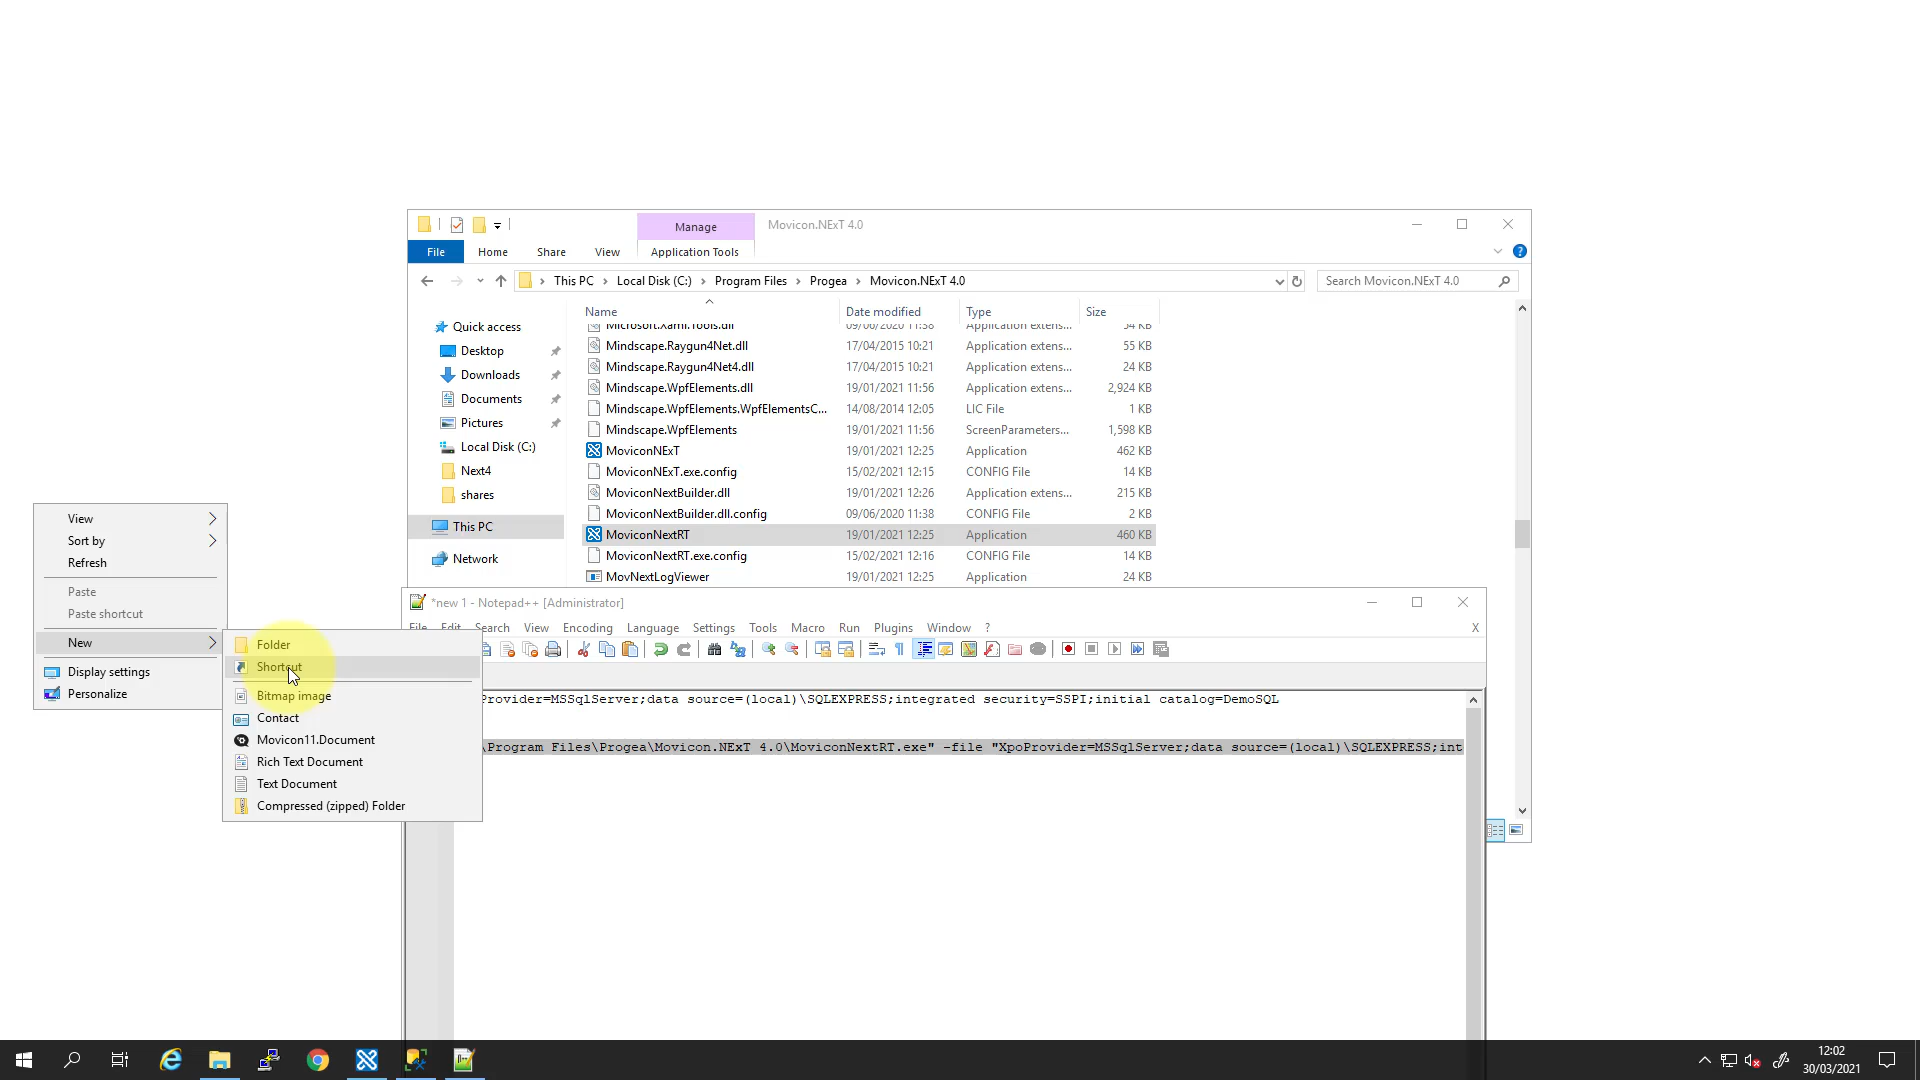 Manage
Movicon.NExT 4.0
File
Home
Share
View
Application Tools
This PC
Local Disk (C:)
Program Files
Progea
Movicon.NExT 4.0
Search Movicon.NExT 4.0
Name
Date modified
Type
Size
Quick access
Desktop
Downloads
Documents
Pictures
Local Disk (C:)
Next4
shares
This PC
Network
Microsoft.Xaml.Tools.dll 09/06/2020 11:38 Application extens... 54 KB
Mindscape.Raygun4Net.dll 17/04/2015 10:21 Application extens... 55 KB
Mindscape.Raygun4Net4.dll 17/04/2015 10:21 Application extens... 24 KB
Mindscape.WpfElements.dll 19/01/2021 11:56 Application extens... 2,924 KB
Mindscape.WpfElements.WpfElementsC... 14/08/2014 12:05 LIC File 1 KB
Mindscape.WpfElements 19/01/2021 11:56 ScreenParameters... 1,598 KB
MoviconNExT 19/01/2021 12:25 Application 462 KB
MoviconNExT.exe.config 15/02/2021 12:15 CONFIG File 14 KB
MoviconNextBuilder.dll 19/01/2021 12:26 Application extens... 215 KB
MoviconNextBuilder.dll.config 09/06/2020 11:38 CONFIG File 2 KB
MoviconNextRT 19/01/2021 12:25 Application 460 KB
MoviconNextRT.exe.config 15/02/2021 12:16 CONFIG File 14 KB
MovNextLogViewer 19/01/2021 12:25 Application 24 KB
View
Sort by
Refresh
Paste
Paste shortcut
New
Display settings
Personalize
Folder
Shortcut
Bitmap image
Contact
Movicon11.Document
Rich Text Document
Text Document
Compressed (zipped) Folder
*new 1 - Notepad++ [Administrator]
File Edit Search View Encoding Language Settings Tools Macro Run Plugins Window ? X
Provider=MSSqlServer;data source=(local)\SQLEXPRESS;integrated security=SSPI;initial catalog=DemoSQL
\Program Files\Progea\Movicon.NExT 4.0\MoviconNextRT.exe" -file "XpoProvider=MSSqlServer;data source=(local)\SQLEXPRESS;int
12:02
30/03/2021